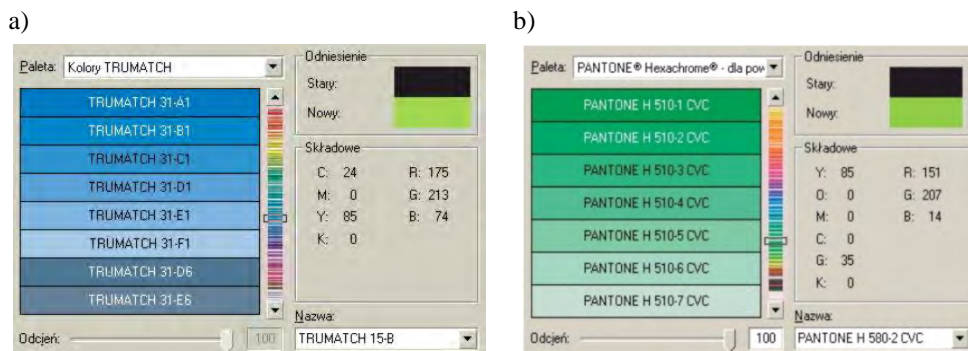 a)
Paleta: Kolory TRUMATCH
TRUMATCH 31-A1
TRUMATCH 31-B1
TRUMATCH 31-C1
TRUMATCH 31-D1
TRUMATCH 31-E1
TRUMATCH 31-F1
TRUMATCH 31-D6
TRUMATCH 31-E6
Odcień: 100
Odniesienie
Stary:
Nowy:
Składowe
C: 24 R: 175
M: 0 G: 213
Y: 85 B: 74
K: 0
Nazwa:
TRUMATCH 15-B
b)
Paleta: PANTONE® Hexachrome® - dla pow
PANTONE H 510-1 CVC
PANTONE H 510-2 CVC
PANTONE H 510-3 CVC
PANTONE H 510-4 CVC
PANTONE H 510-5 CVC
PANTONE H 510-6 CVC
PANTONE H 510-7 CVC
Odcień: 100
Odniesienie
Stary:
Nowy:
Składowe
Y: 85 R: 151
O: 0 G: 207
M: 0 B: 14
C: 0
G: 35
K: 0
Nazwa:
PANTONE H 580-2 CVC